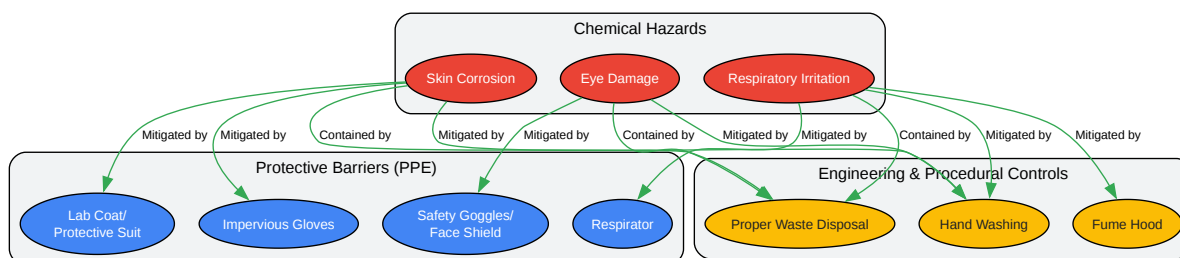 Chemical Hazards
Skin Corrosion
Eye Damage
Respiratory Irritation
Mitigated by
Mitigated by
Contained by
Mitigated by
Mitigated by
Contained by
Mitigated by
Mitigated by
Contained by
Mitigated by
Mitigated by
Protective Barriers (PPE)
Engineering & Procedural Controls
Lab Coat/
Protective Suit
Impervious Gloves
Safety Goggles/
Face Shield
Respirator
Proper Waste Disposal
Hand Washing
Fume Hood